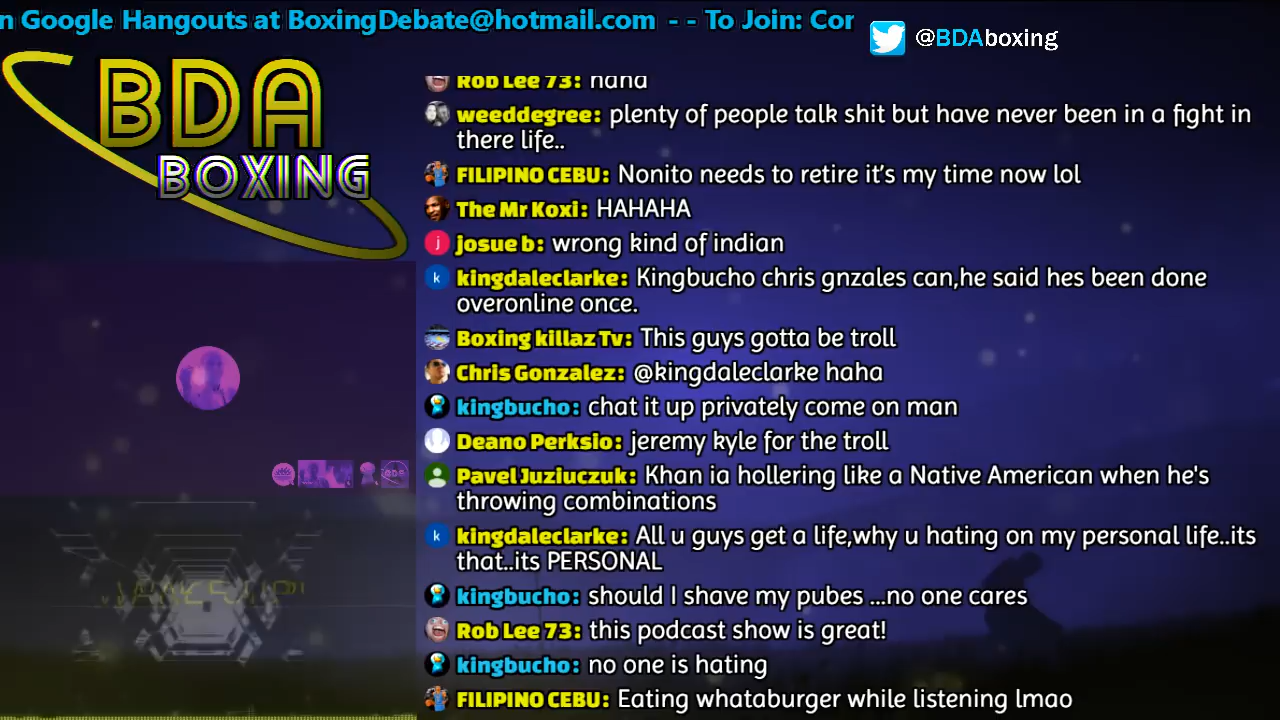 n Google Hangouts at BoxingDebate@hotmail.com - - To Join: Cor
@BDAboxing
BDA
BOXING
Rob Lee 73: haha
weeddegree: plenty of people talk shit but have never been in a fight in
there life..
FILIPINO CEBU: Nonito needs to retire it's my time now lol
The Mr Koxi: HAHAHA
josue b: wrong kind of indian
kingdaleclarke: Kingbucho chris gnzales can,he said hes been done
overonline once.
Boxing killaz Tv: This guys gotta be troll
Chris Gonzalez: @kingdaleclarke haha
kingbucho: chat it up privately come on man
Deano Perksio: jeremy kyle for the troll
Pavel Juziuczuk: Khan ia hollering like a Native American when he's
throwing combinations
kingdaleclarke: All u guys get a life,why u hating on my personal life..its
that..its PERSONAL
kingbucho: should I shave my pubes ...no one cares
Rob Lee 73: this podcast show is great!
kingbucho: no one is hating
FILIPINO CEBU: Eating whataburger while listening lmao